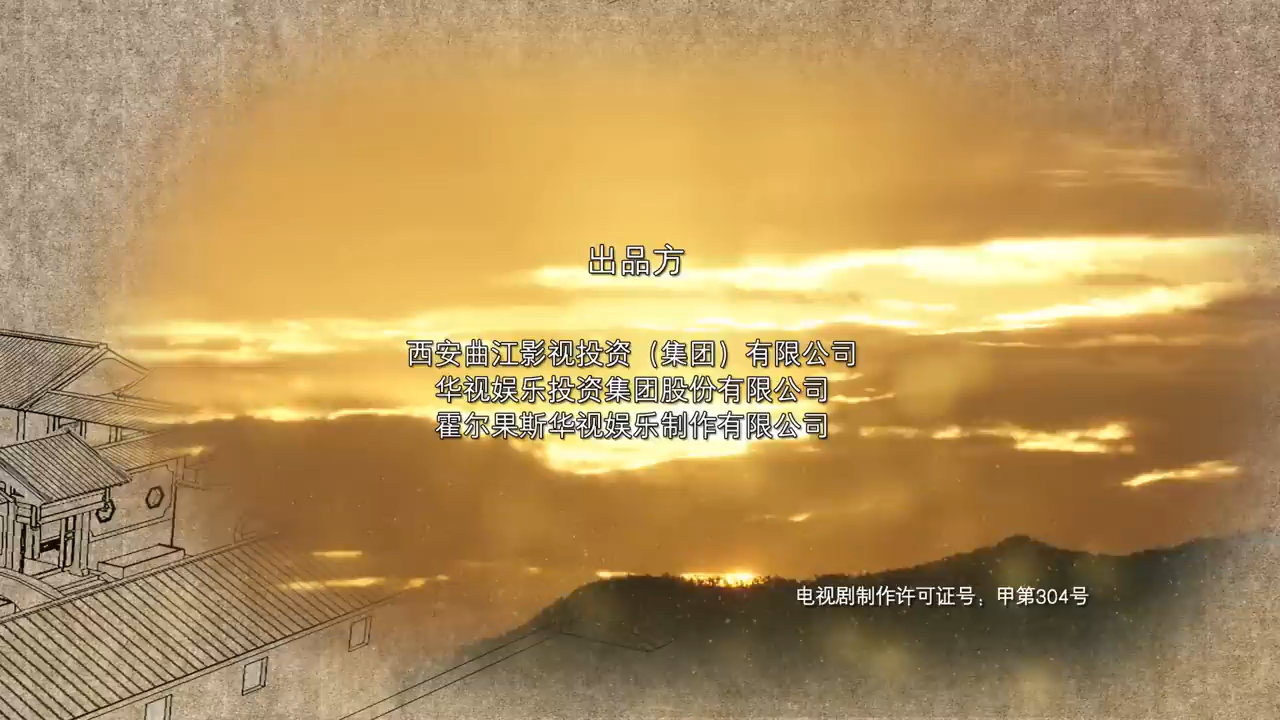 出品方
西安曲江影视投资（集团）有限公司
华视娱乐投资集团股份有限公司
霍尔果斯华视娱乐制作有限公司
电视剧制作许可证号：甲第304号